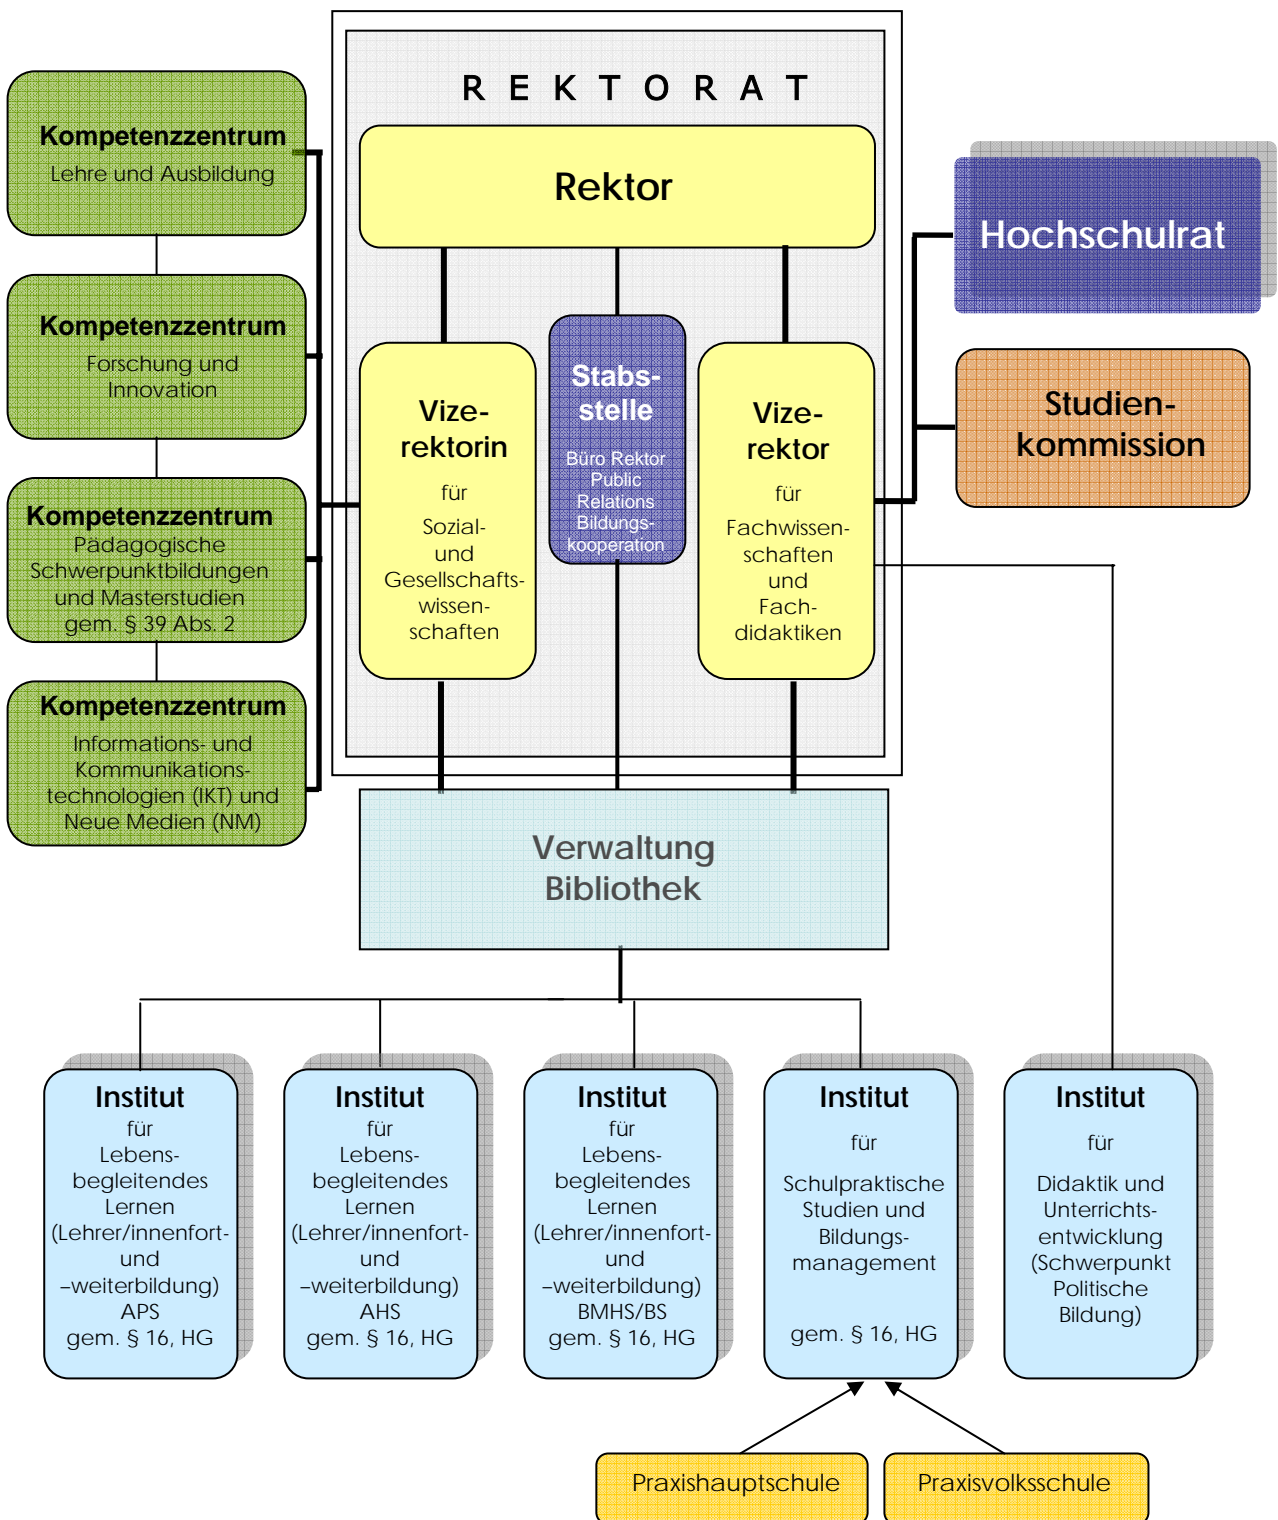 R E K T O R A T
Rektor
Kompetenzzentrum
Lehre und Ausbildung
Kompetenzzentrum
Forschung und
Innovation
Kompetenzzentrum
Pädagogische
Schwerpunktbildungen
und Masterstudien
gem. § 39 Abs. 2
Kompetenzzentrum
Informations- und
Kommunikations-
technologien (IKT) und
Neue Medien (NM)
Vize-
rektorin
für
Sozial-
und
Gesellschafts-
wissen-
schaften
Stabs-
stelle
Büro Rektor
Public
Relations
Bildungs-
kooperation
Vize-
rektor
für
Fachwissen-
schaften
und
Fach-
didaktiken
Hochschulrat
Studien-
kommission
Verwaltung
Bibliothek
Institut
für
Lebens-
begleitendes
Lernen
(Lehrer/innenfort-
und
–weiterbildung)
APS
gem. § 16, HG
Institut
für
Lebens-
begleitendes
Lernen
(Lehrer/innenfort-
und
–weiterbildung)
AHS
gem. § 16, HG
Institut
für
Lebens-
begleitendes
Lernen
(Lehrer/innenfort-
und
–weiterbildung)
BMHS/BS
gem. § 16, HG
Institut
für
Schulpraktische
Studien und
Bildungs-
management
gem. § 16, HG
Institut
für
Didaktik und
Unterrichts-
entwicklung
(Schwerpunkt
Politische
Bildung)
Praxishauptschule
Praxisvolksschule